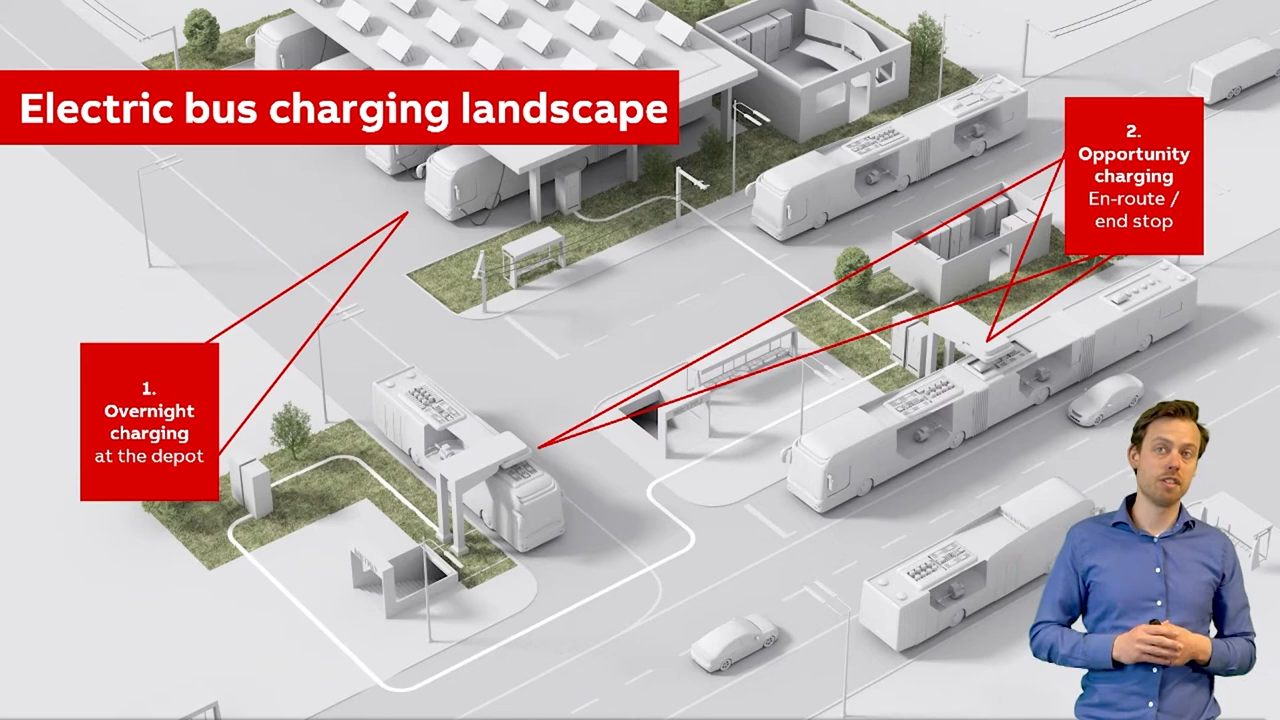 Electric bus charging landscape
2.
Opportunity
charging
En-route /
end stop
1.
Overnight
charging
at the depot